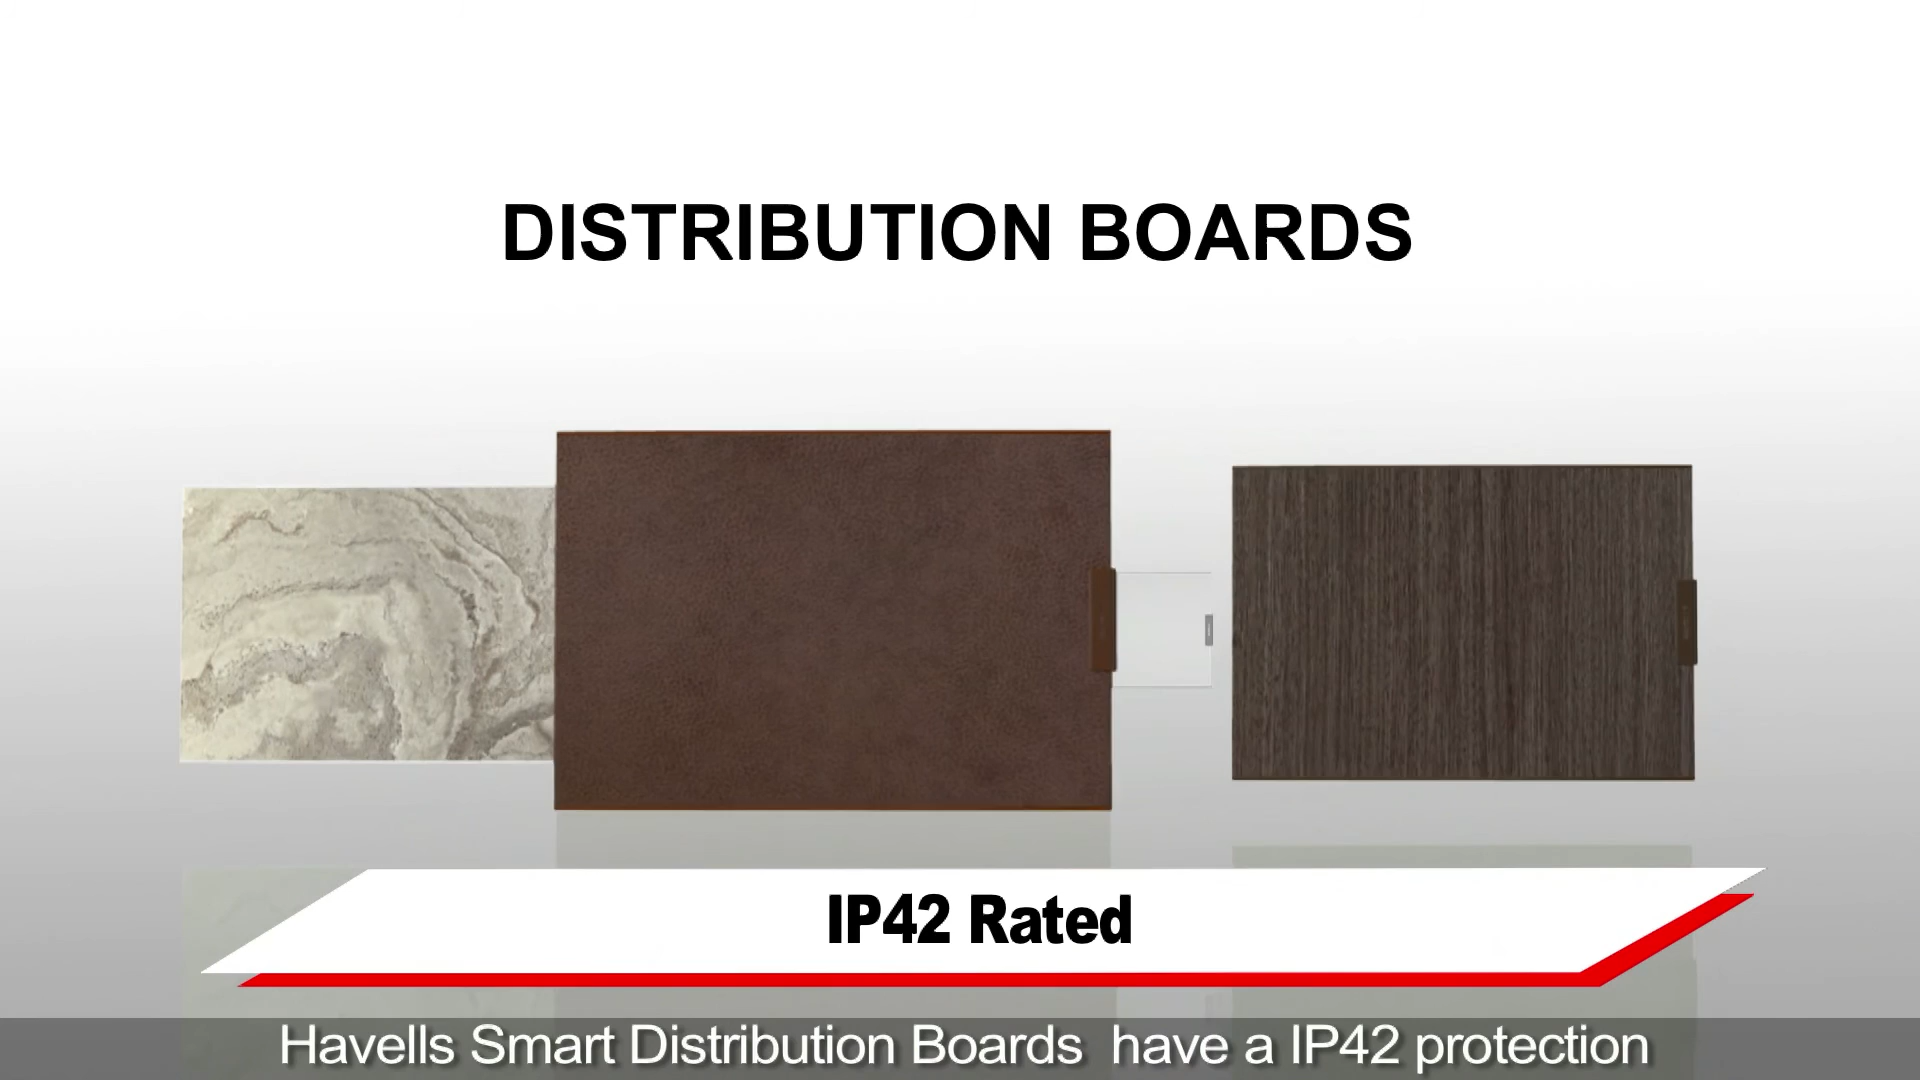 DISTRIBUTION BOARDS
IP42 Rated
Havells Smart Distribution Boards have a IP42 protection